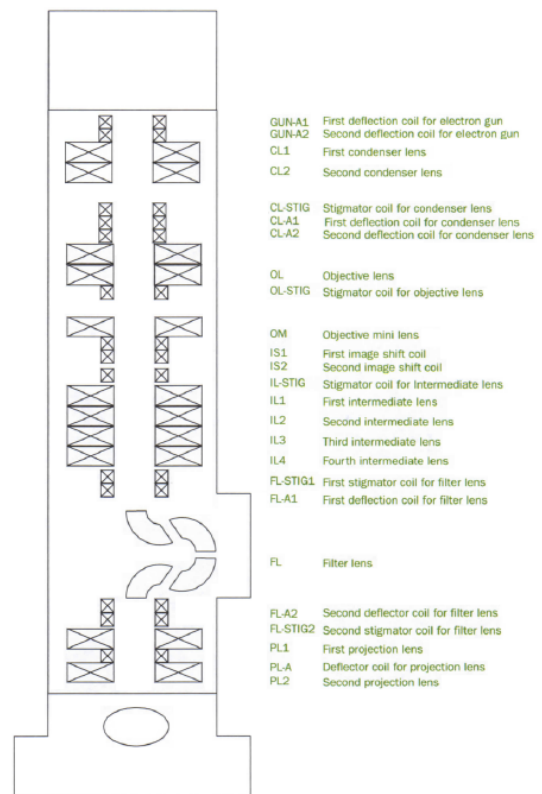 GUN-A1 First deflection coil for electron gun
GUN-A2 Second deflection coil for electron gun
CL1 First condenser lens
CL2 Second condenser lens
CL-STIG Stigmator coil for condenser lens
CL-A1 First deflection coil for condenser lens
CL-A2 Second deflection coil for condenser lens
OL Objective lens
OL-STIG Stigmator coil for objective lens
OM Objective mini lens
IS1 First image shift coil
IS2 Second image shift coil
IL-STIG Stigmator coil for Intermediate lens
IL1 First intermediate lens
IL2 Second intermediate lens
IL3 Third intermediate lens
IL4 Fourth intermediate lens
FL-STIG1 First stigmator coil for filter lens
FL-A1 First deflection coil for filter lens
FL Filter lens
FL-A2 Second deflector coil for filter lens
FL-STIG2 Second stigmator coil for filter lens
PL1 First projection lens
PL-A Deflector coil for projection lens
PL2 Second projection lens